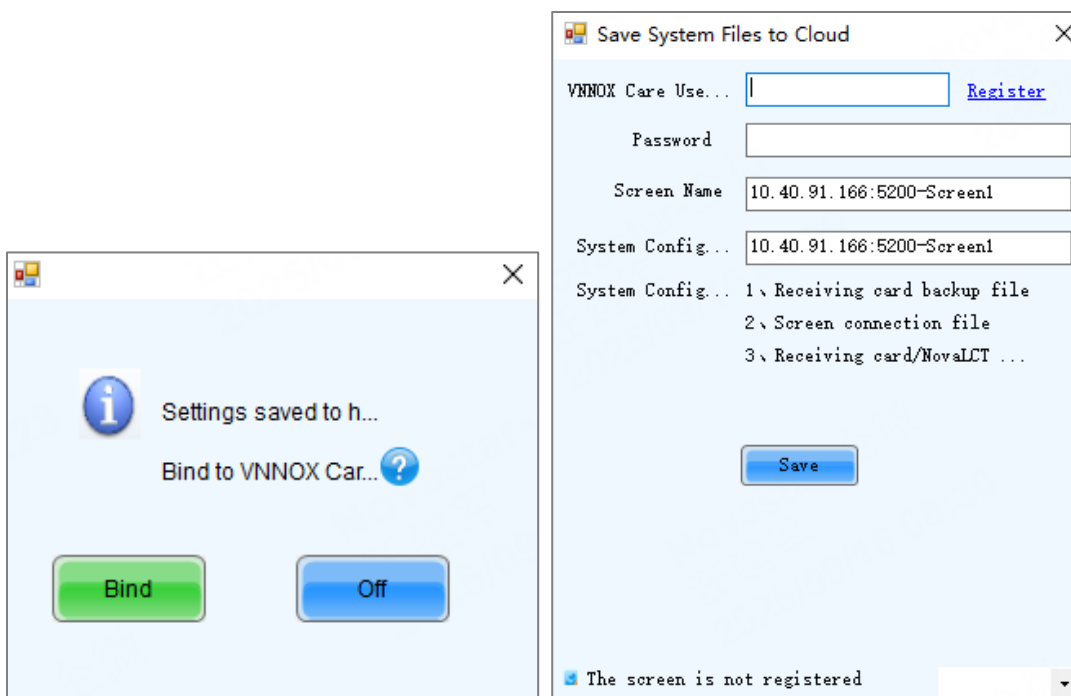 Settings saved to h...
Bind to VNNOX Car...
Bind
Off
Save System Files to Cloud
VNNOX Care Use...
Register
Password
Screen Name
10.40.91.166:5200-Screen1
System Config...
10.40.91.166:5200-Screen1
System Config...
1、Receiving card backup file
2、Screen connection file
3、Receiving card/NovaLCT ...
Save
The screen is not registered